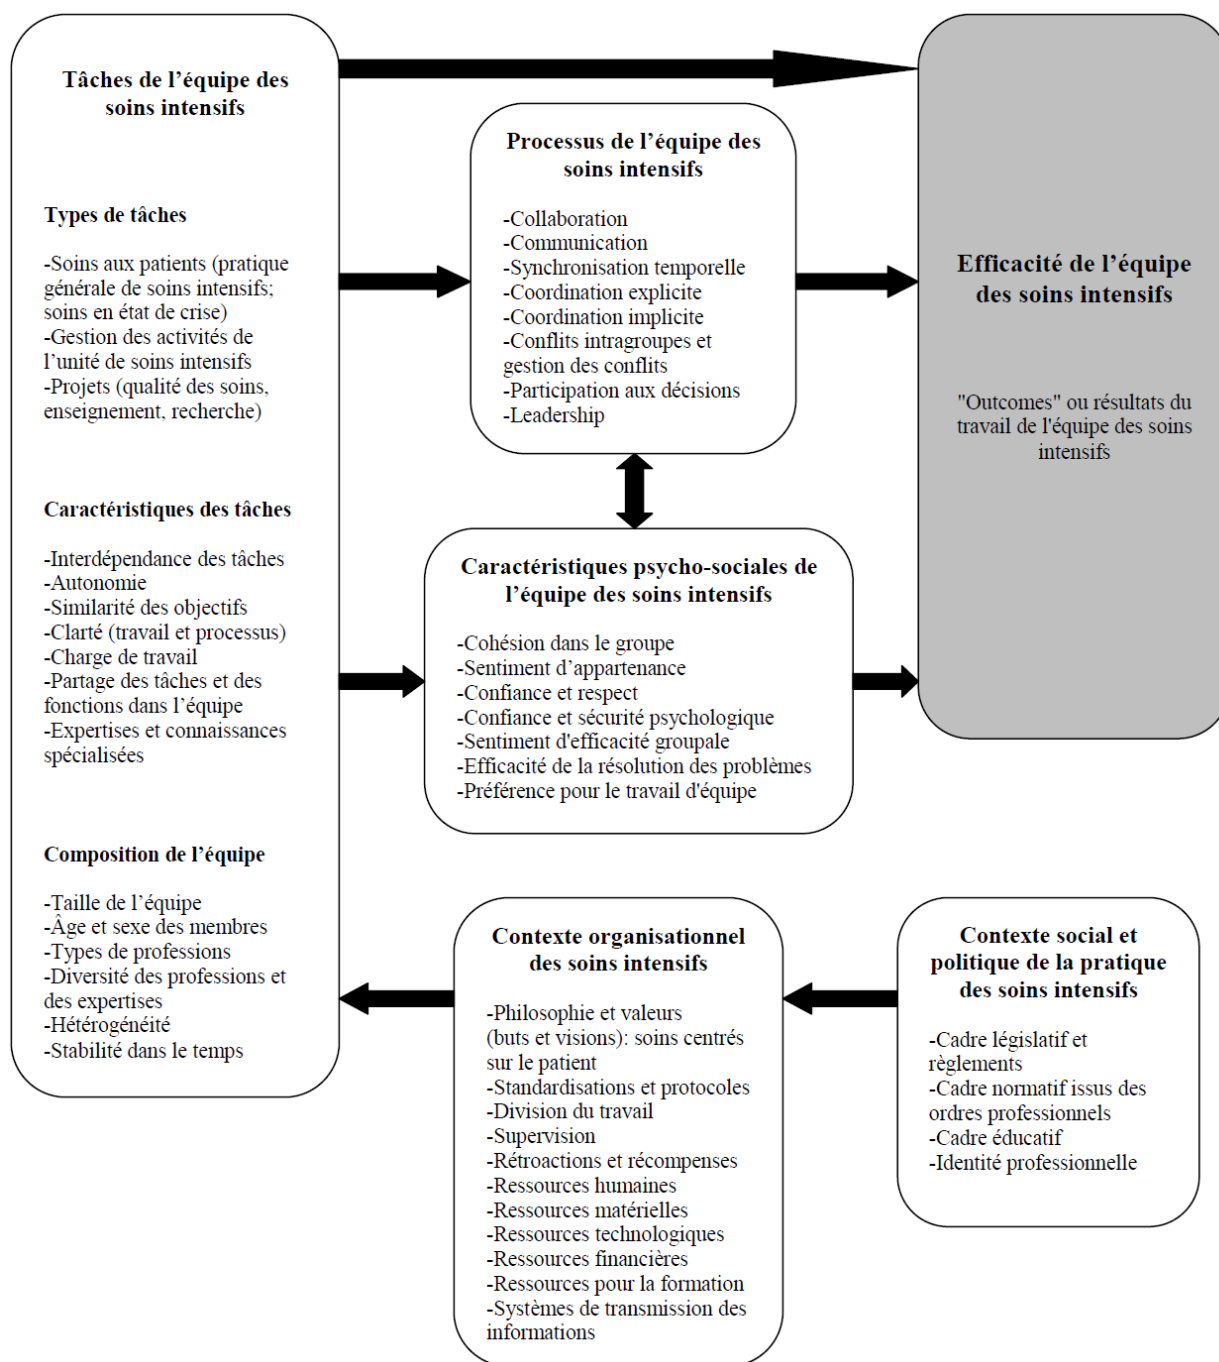 Tâches de l’équipe des
soins intensifs
Types de tâches
-Soins aux patients (pratique
générale de soins intensifs;
soins en état de crise)
-Gestion des activités de
l’unité de soins intensifs
-Projets (qualité des soins,
enseignement, recherche)
Caractéristiques des tâches
-Interdépendance des tâches
-Autonomie
-Similarité des objectifs
-Clarté (travail et processus)
-Charge de travail
-Partage des tâches et des
fonctions dans l’équipe
-Expertises et connaissances
spécialisées
Composition de l’équipe
-Taille de l’équipe
-Âge et sexe des membres
-Types de professions
-Diversité des professions et
des expertises
-Hétérogénéité
-Stabilité dans le temps
Processus de l’équipe des
soins intensifs
-Collaboration
-Communication
-Synchronisation temporelle
-Coordination explicite
-Coordination implicite
-Conflits intragroupes et
gestion des conflits
-Participation aux décisions
-Leadership
Caractéristiques psycho-sociales de
l’équipe des soins intensifs
-Cohésion dans le groupe
-Sentiment d’appartenance
-Confiance et respect
-Confiance et sécurité psychologique
-Sentiment d'efficacité groupale
-Efficacité de la résolution des problèmes
-Préférence pour le travail d'équipe
Efficacité de l’équipe
des soins intensifs
"Outcomes" ou résultats du
travail de l'équipe des soins
intensifs
Contexte organisationnel
des soins intensifs
-Philosophie et valeurs
(buts et visions): soins centrés
sur le patient
-Standardisations et protocoles
-Division du travail
-Supervision
-Rétroactions et récompenses
-Ressources humaines
-Ressources matérielles
-Ressources technologiques
-Ressources financières
-Ressources pour la formation
-Systèmes de transmission des
informations
Contexte social et
politique de la pratique
des soins intensifs
-Cadre législatif et
règlements
-Cadre normatif issus des
ordres professionnels
-Cadre éducatif
-Identité professionnelle